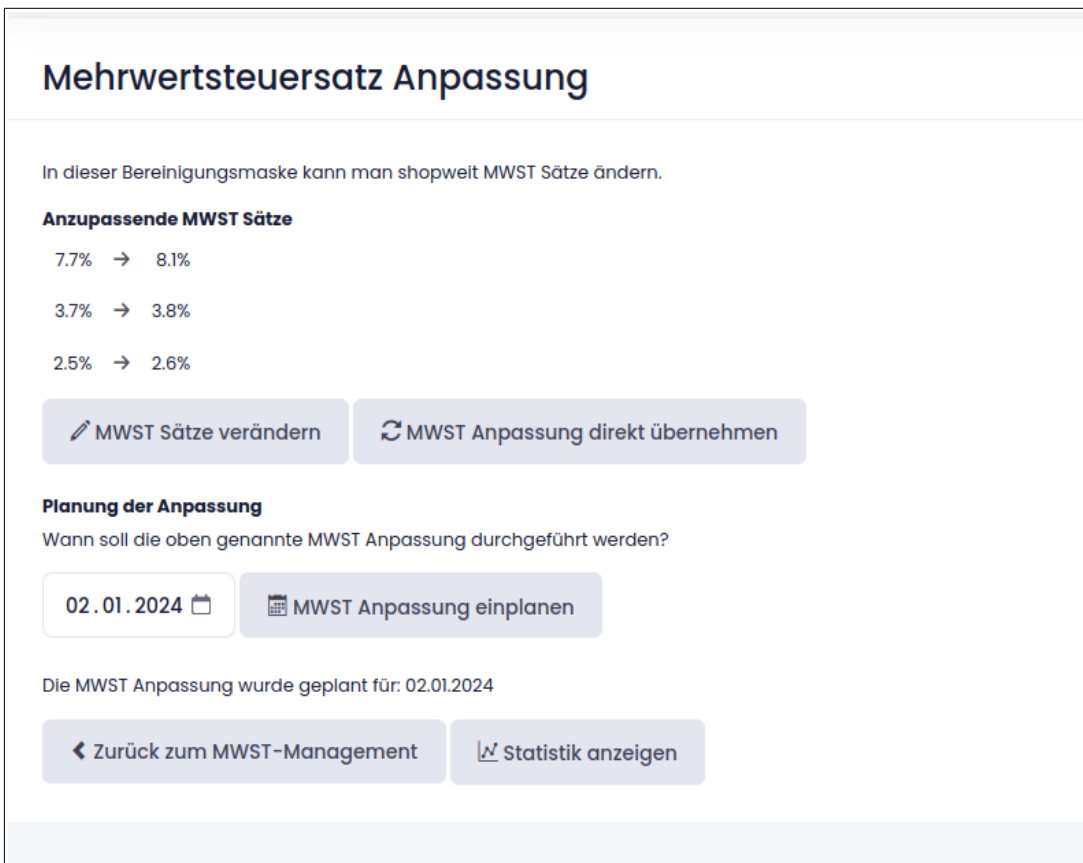 Mehrwertsteuersatz Anpassung
In dieser Bereinigungsmaske kann man shopweit MWST Sätze ändern.
Anzupassende MWST Sätze
7.7% → 8.1%
3.7% → 3.8%
2.5% → 2.6%
MWST Sätze verändern MWST Anpassung direkt übernehmen
Planung der Anpassung
Wann soll die oben genannte MWST Anpassung durchgeführt werden?
02.01.2024 MWST Anpassung einplanen
Die MWST Anpassung wurde geplant für: 02.01.2024
Zurück zum MWST-Management Statistik anzeigen